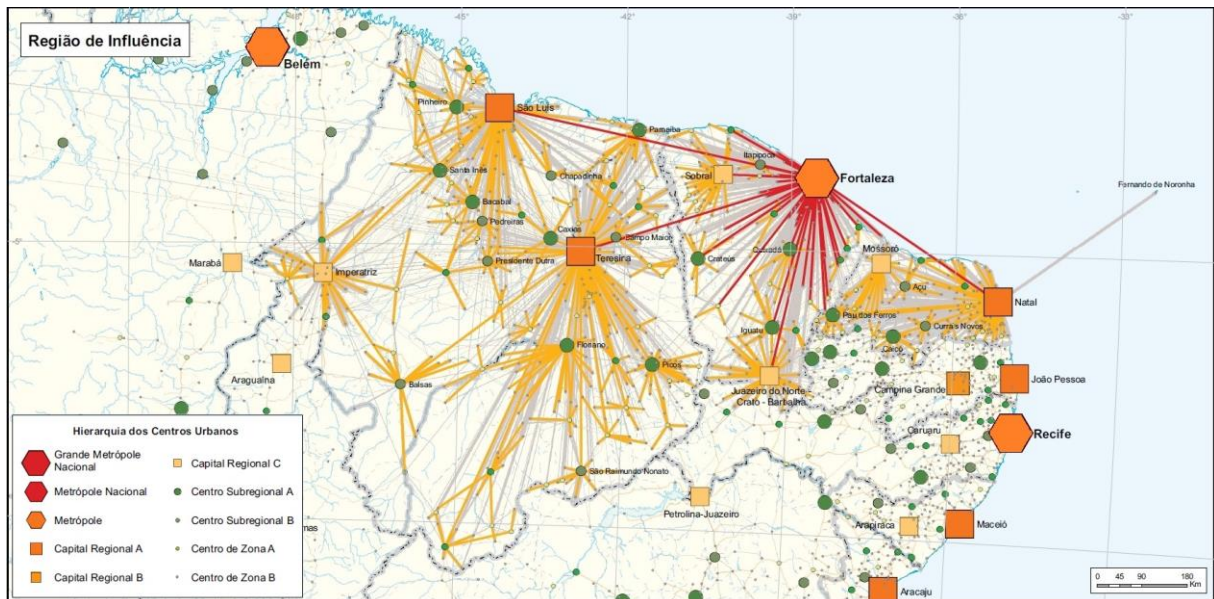 -45°
-42°
-39°
-36°
-33°
Região de Influência
Belém
Pinheiro
São Luís
Parnaíba
Itapipoca
Santa Inês
Chapadinha
Sobral
Fortaleza
Fernando de Noronha
Bacabal
Pedreiras
Caxias
Campo Maior
Quixadá
Mossoró
-5°
Marabá
Imperatriz
Presidente Dutra
Teresina
Crateús
Açu
Natal
Pau dos Ferros
Iguatu
Currais Novos
Floriano
Caicó
Picos
Araguaína
Balsas
Juazeiro do Norte -
Crato - Barbalha
Campina Grande
João Pessoa
Caruaru
Recife
São Raimundo Nonato
Petrolina-Juazeiro
Arapiraca
Maceió
Aracaju
Hierarquia dos Centros Urbanos
Grande Metrópole
Nacional
Metrópole Nacional
Metrópole
Capital Regional A
Capital Regional B
Capital Regional C
Centro Subregional A
Centro Subregional B
Centro de Zona A
Centro de Zona B
0 45 90 180
Km